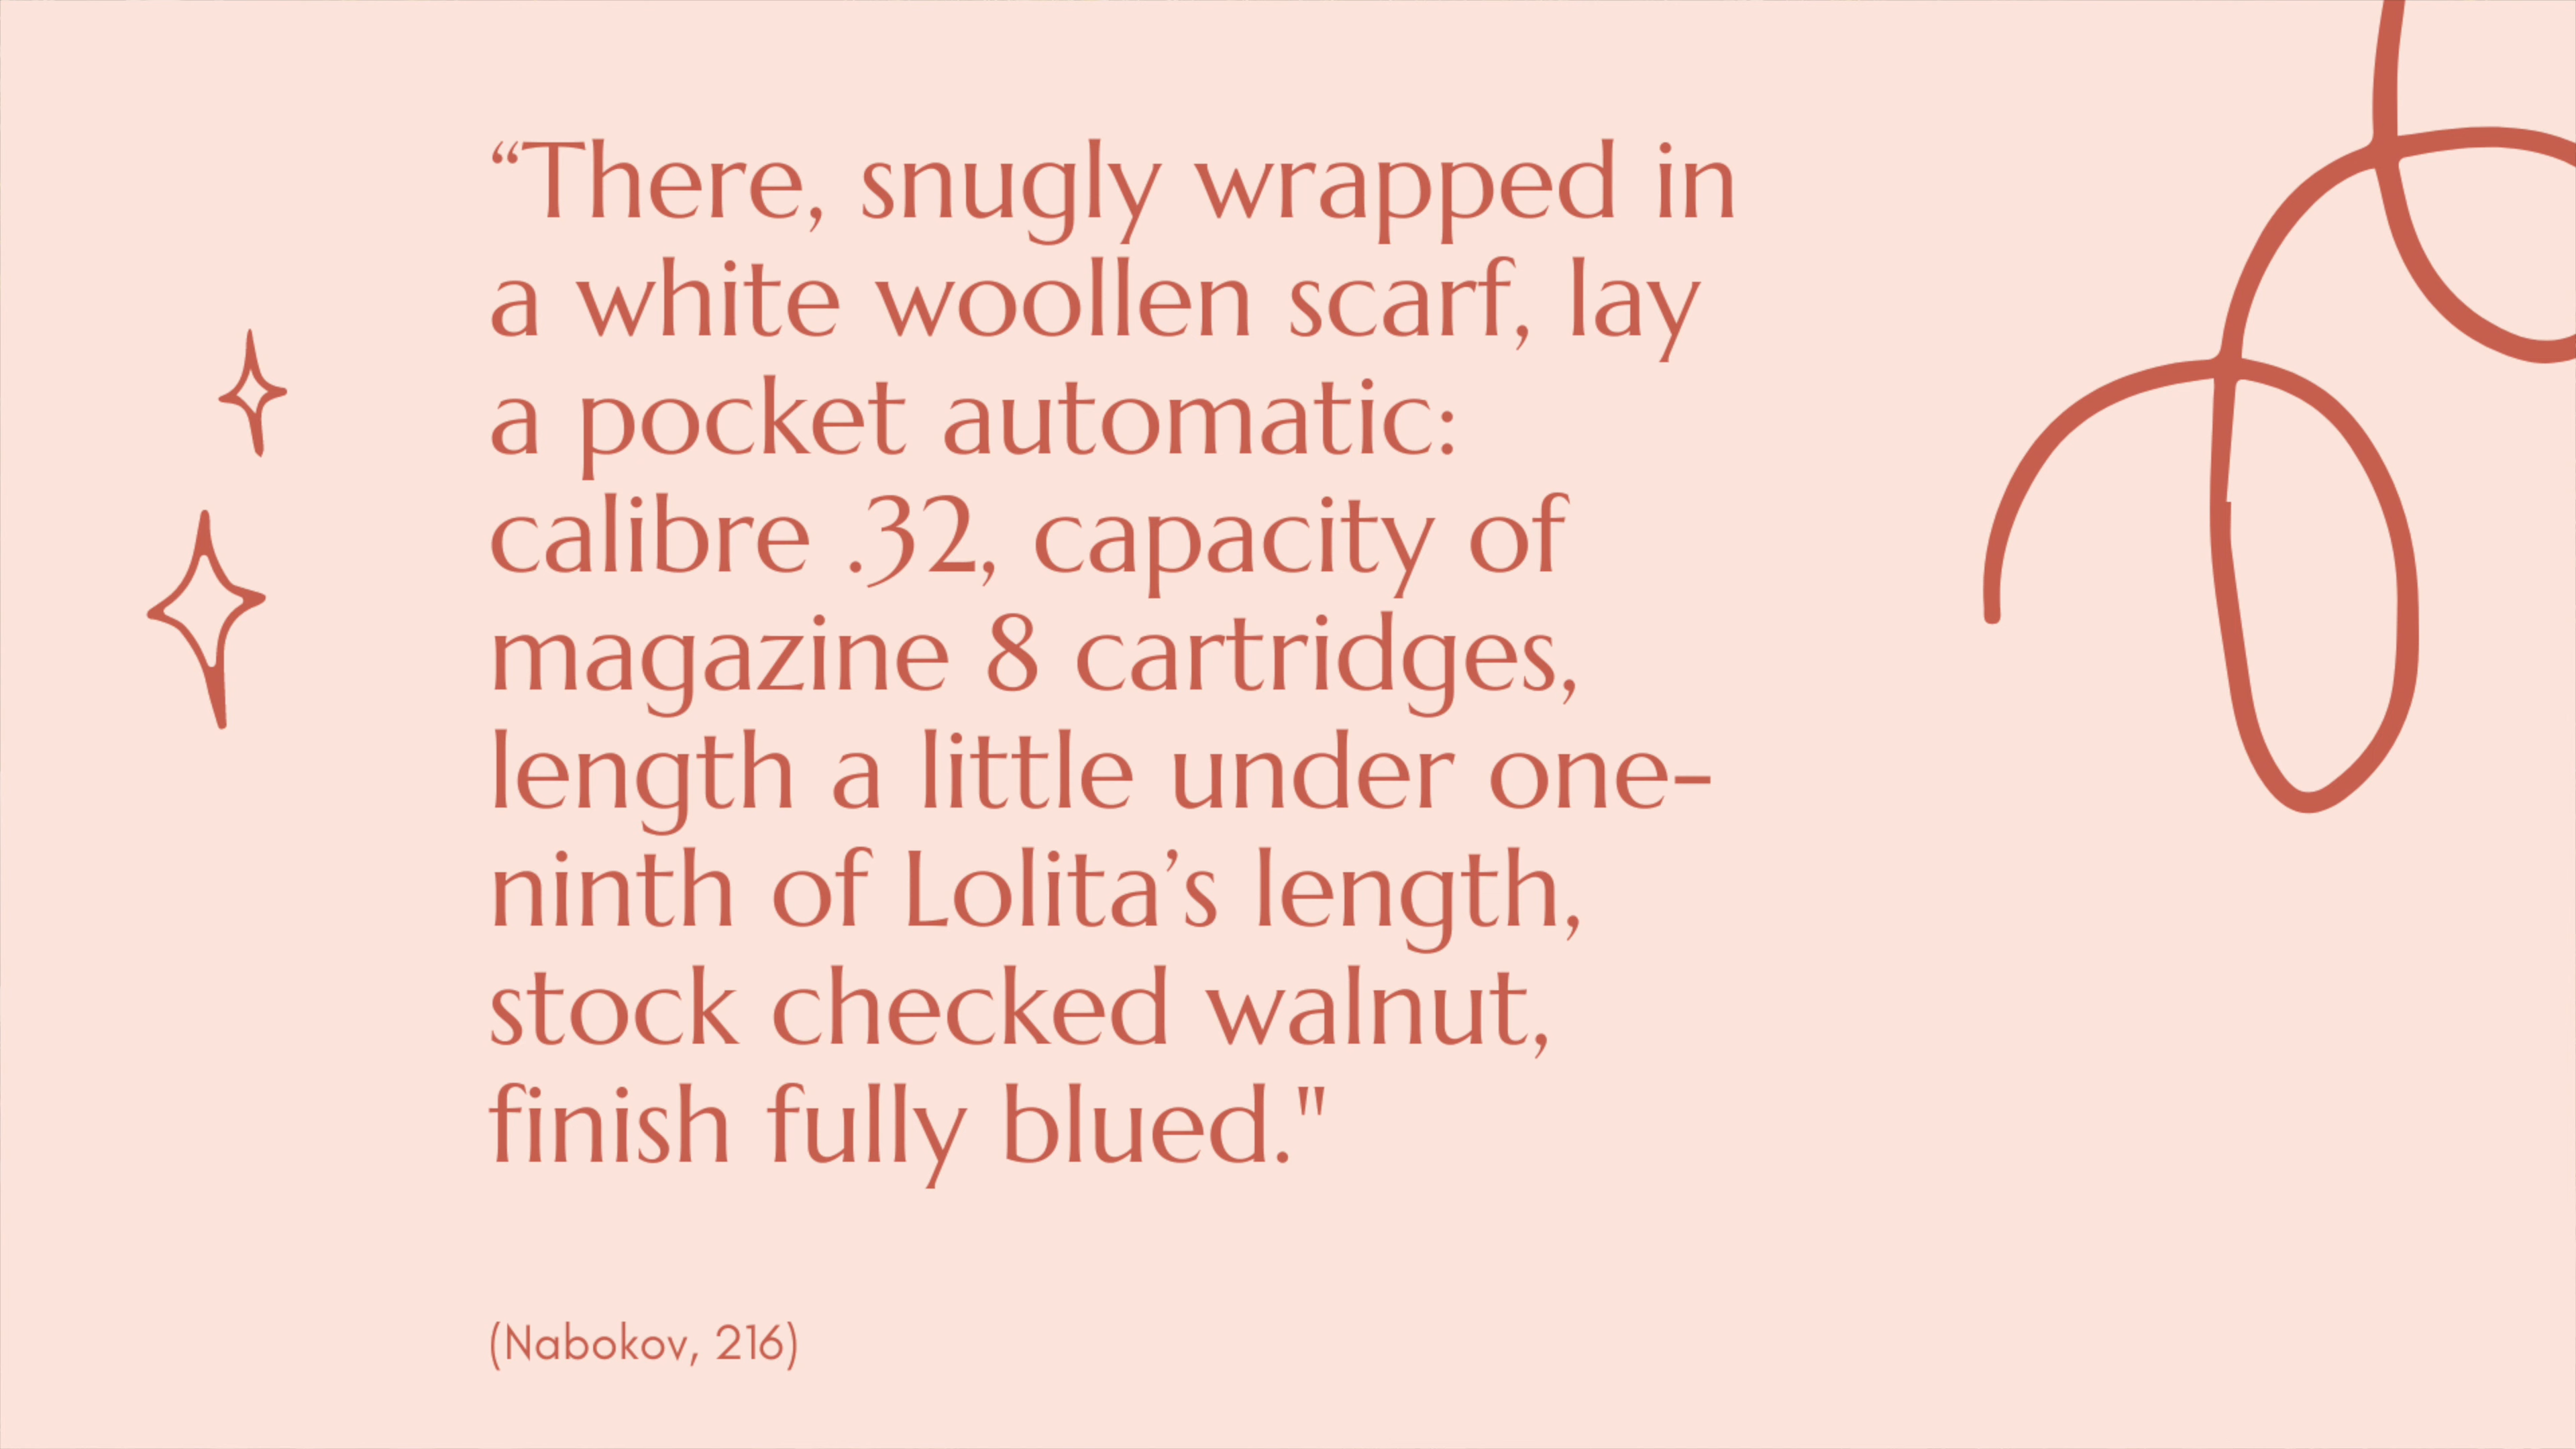 “There, snugly wrapped in
a white woollen scarf, lay
a pocket automatic:
calibre .32, capacity of
magazine 8 cartridges,
length a little under one-
ninth of Lolita’s length,
stock checked walnut,
finish fully blued."
(Nabokov, 216)